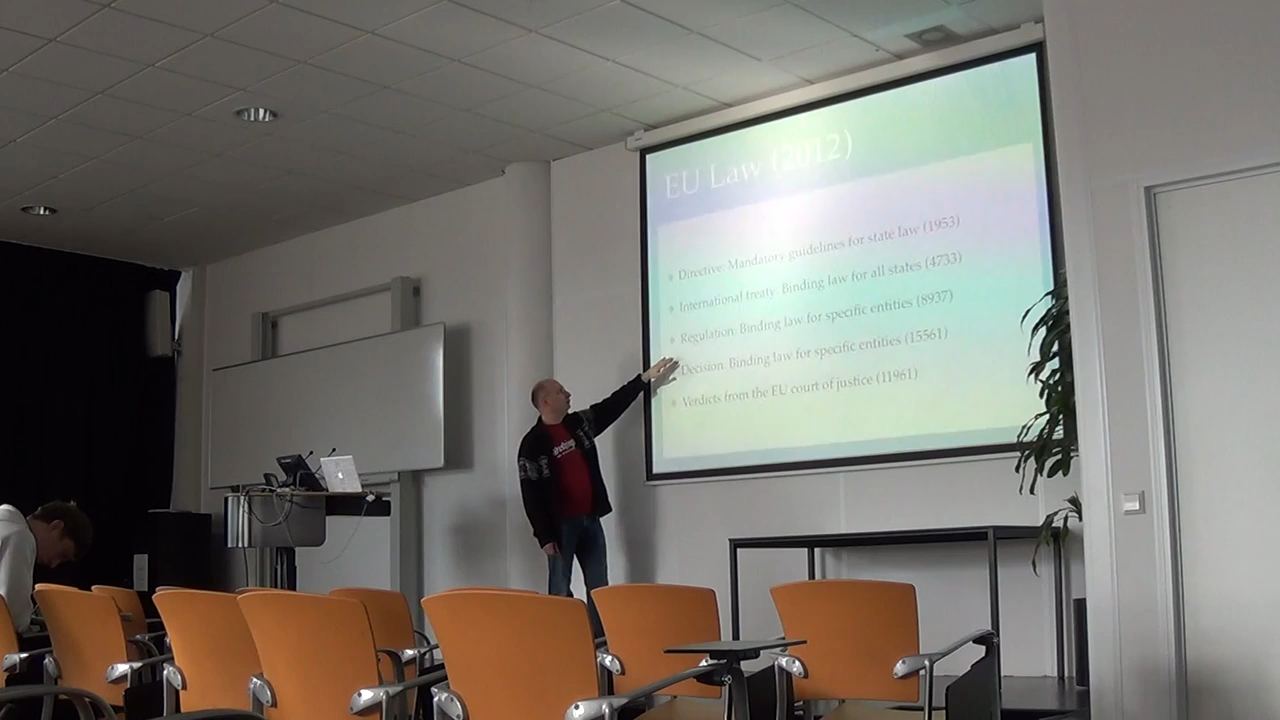 EU Law (2012)
Directive: Mandatory guidelines for state law (1953)
International treaty: Binding law for all states (4733)
Regulation: Binding law for specific entities (8937)
Decision: Binding law for specific entities (15561)
Verdicts from the EU court of justice (11961)